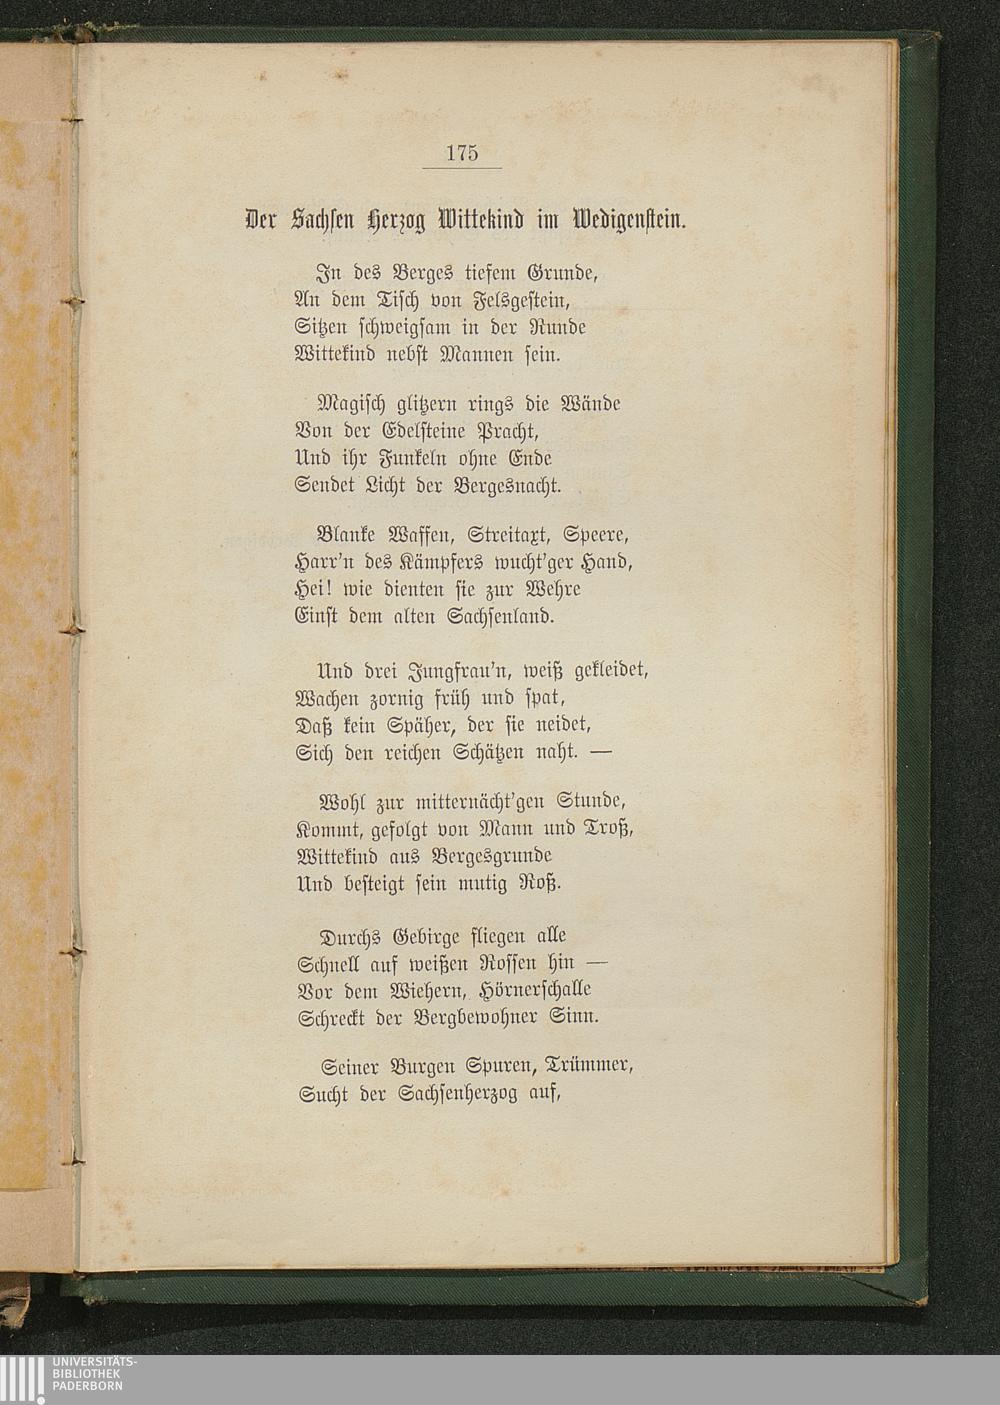 175
Der Sachsen Herzog Wittekind im Wedigenstein.
In des Berges tiefem Grunde,
An dem Tisch von Felsgestein,
Sitzen schweigsam in der Runde
Wittekind nebst Mannen sein.
Magisch glitzern rings die Wände
Von der Edelsteine Pracht,
Und ihr Funkeln ohne Ende
Sendet Licht der Bergesnacht.
Blanke Waffen, Streitaxt, Speere,
Harr'n des Kämpfers wucht'ger Hand,
Hei! wie dienten sie zur Wehre
Einst dem alten Sachsenland.
Und drei Jungfrau'n, weiß gekleidet,
Wachen zornig früh und spat,
Daß kein Späher, der sie neidet,
Sich den reichen Schätzen naht. —
Wohl zur mitternächt'gen Stunde,
Kommt, gefolgt von Mann und Troß,
Wittekind aus Bergesgrunde
Und besteigt sein mutig Roß.
Durchs Gebirge fliegen alle
Schnell auf weißen Rossen hin —
Vor dem Wiehern, Hörnerschalle
Schreckt der Bergbewohner Sinn.
Seiner Burgen Spuren, Trümmer,
Sucht der Sachsenherzog auf,
UNIVERSITÄTS-
BIBLIOTHEK
PADERBORN